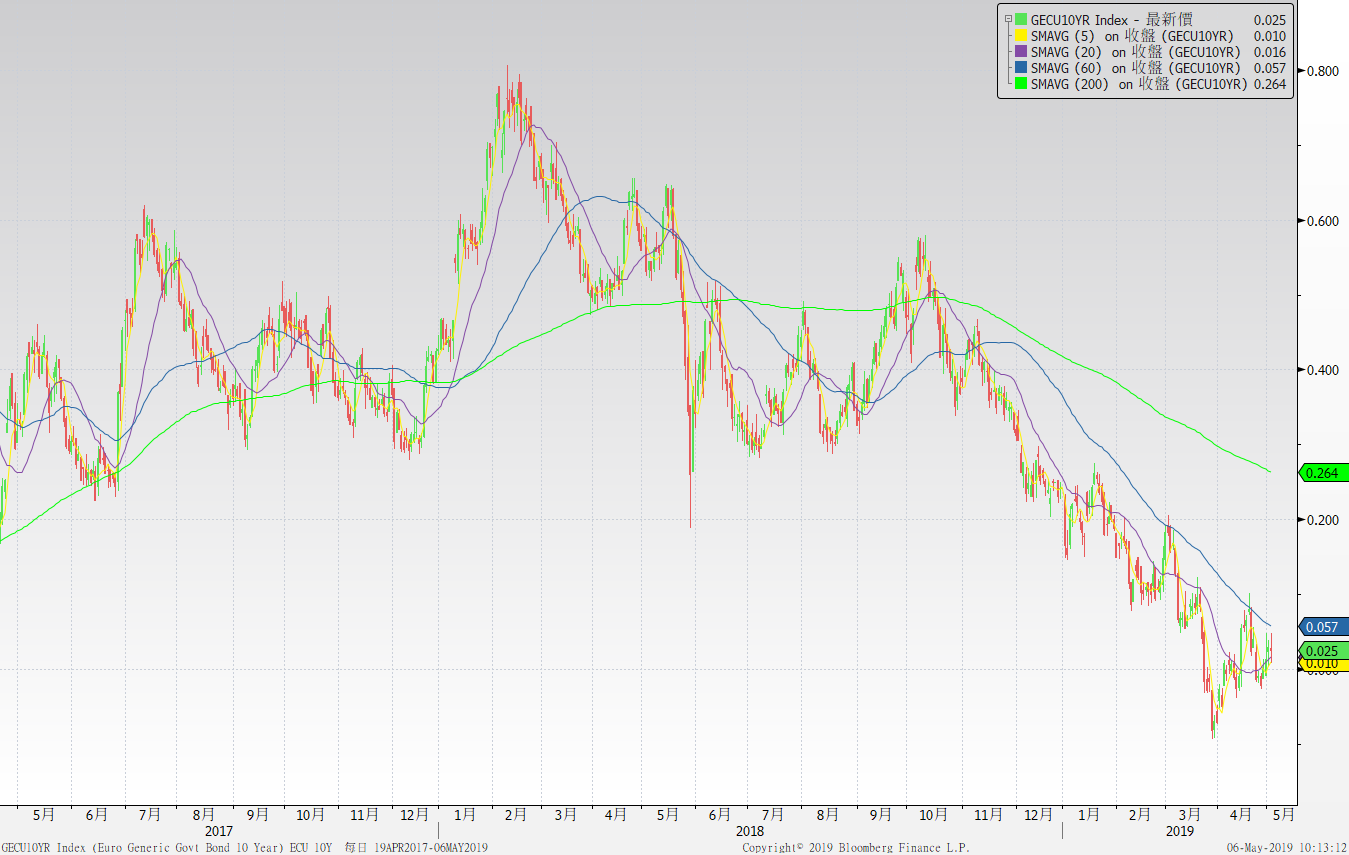 GECU10YR Index - 最新價 0.025
SMAVG (5) on 收盤 (GECU10YR) 0.010
SMAVG (20) on 收盤 (GECU10YR) 0.016
SMAVG (60) on 收盤 (GECU10YR) 0.057
SMAVG (200) on 收盤 (GECU10YR) 0.264
0.800
0.600
0.400
0.264
0.200
0.057
0.025
0.010
0.000
5月 6月 7月 8月 9月 10月 11月 12月 1月 2月 3月 4月 5月 6月 7月 8月 9月 10月 11月 12月 1月 2月 3月 4月 5月
2017 2018 2019
GECU10YR Index (Euro Generic Govt Bond 10 Year) ECU 10Y 每日 19APR2017-06MAY2019 Copyright© 2019 Bloomberg Finance L.P. 06-May-2019 10:13:12